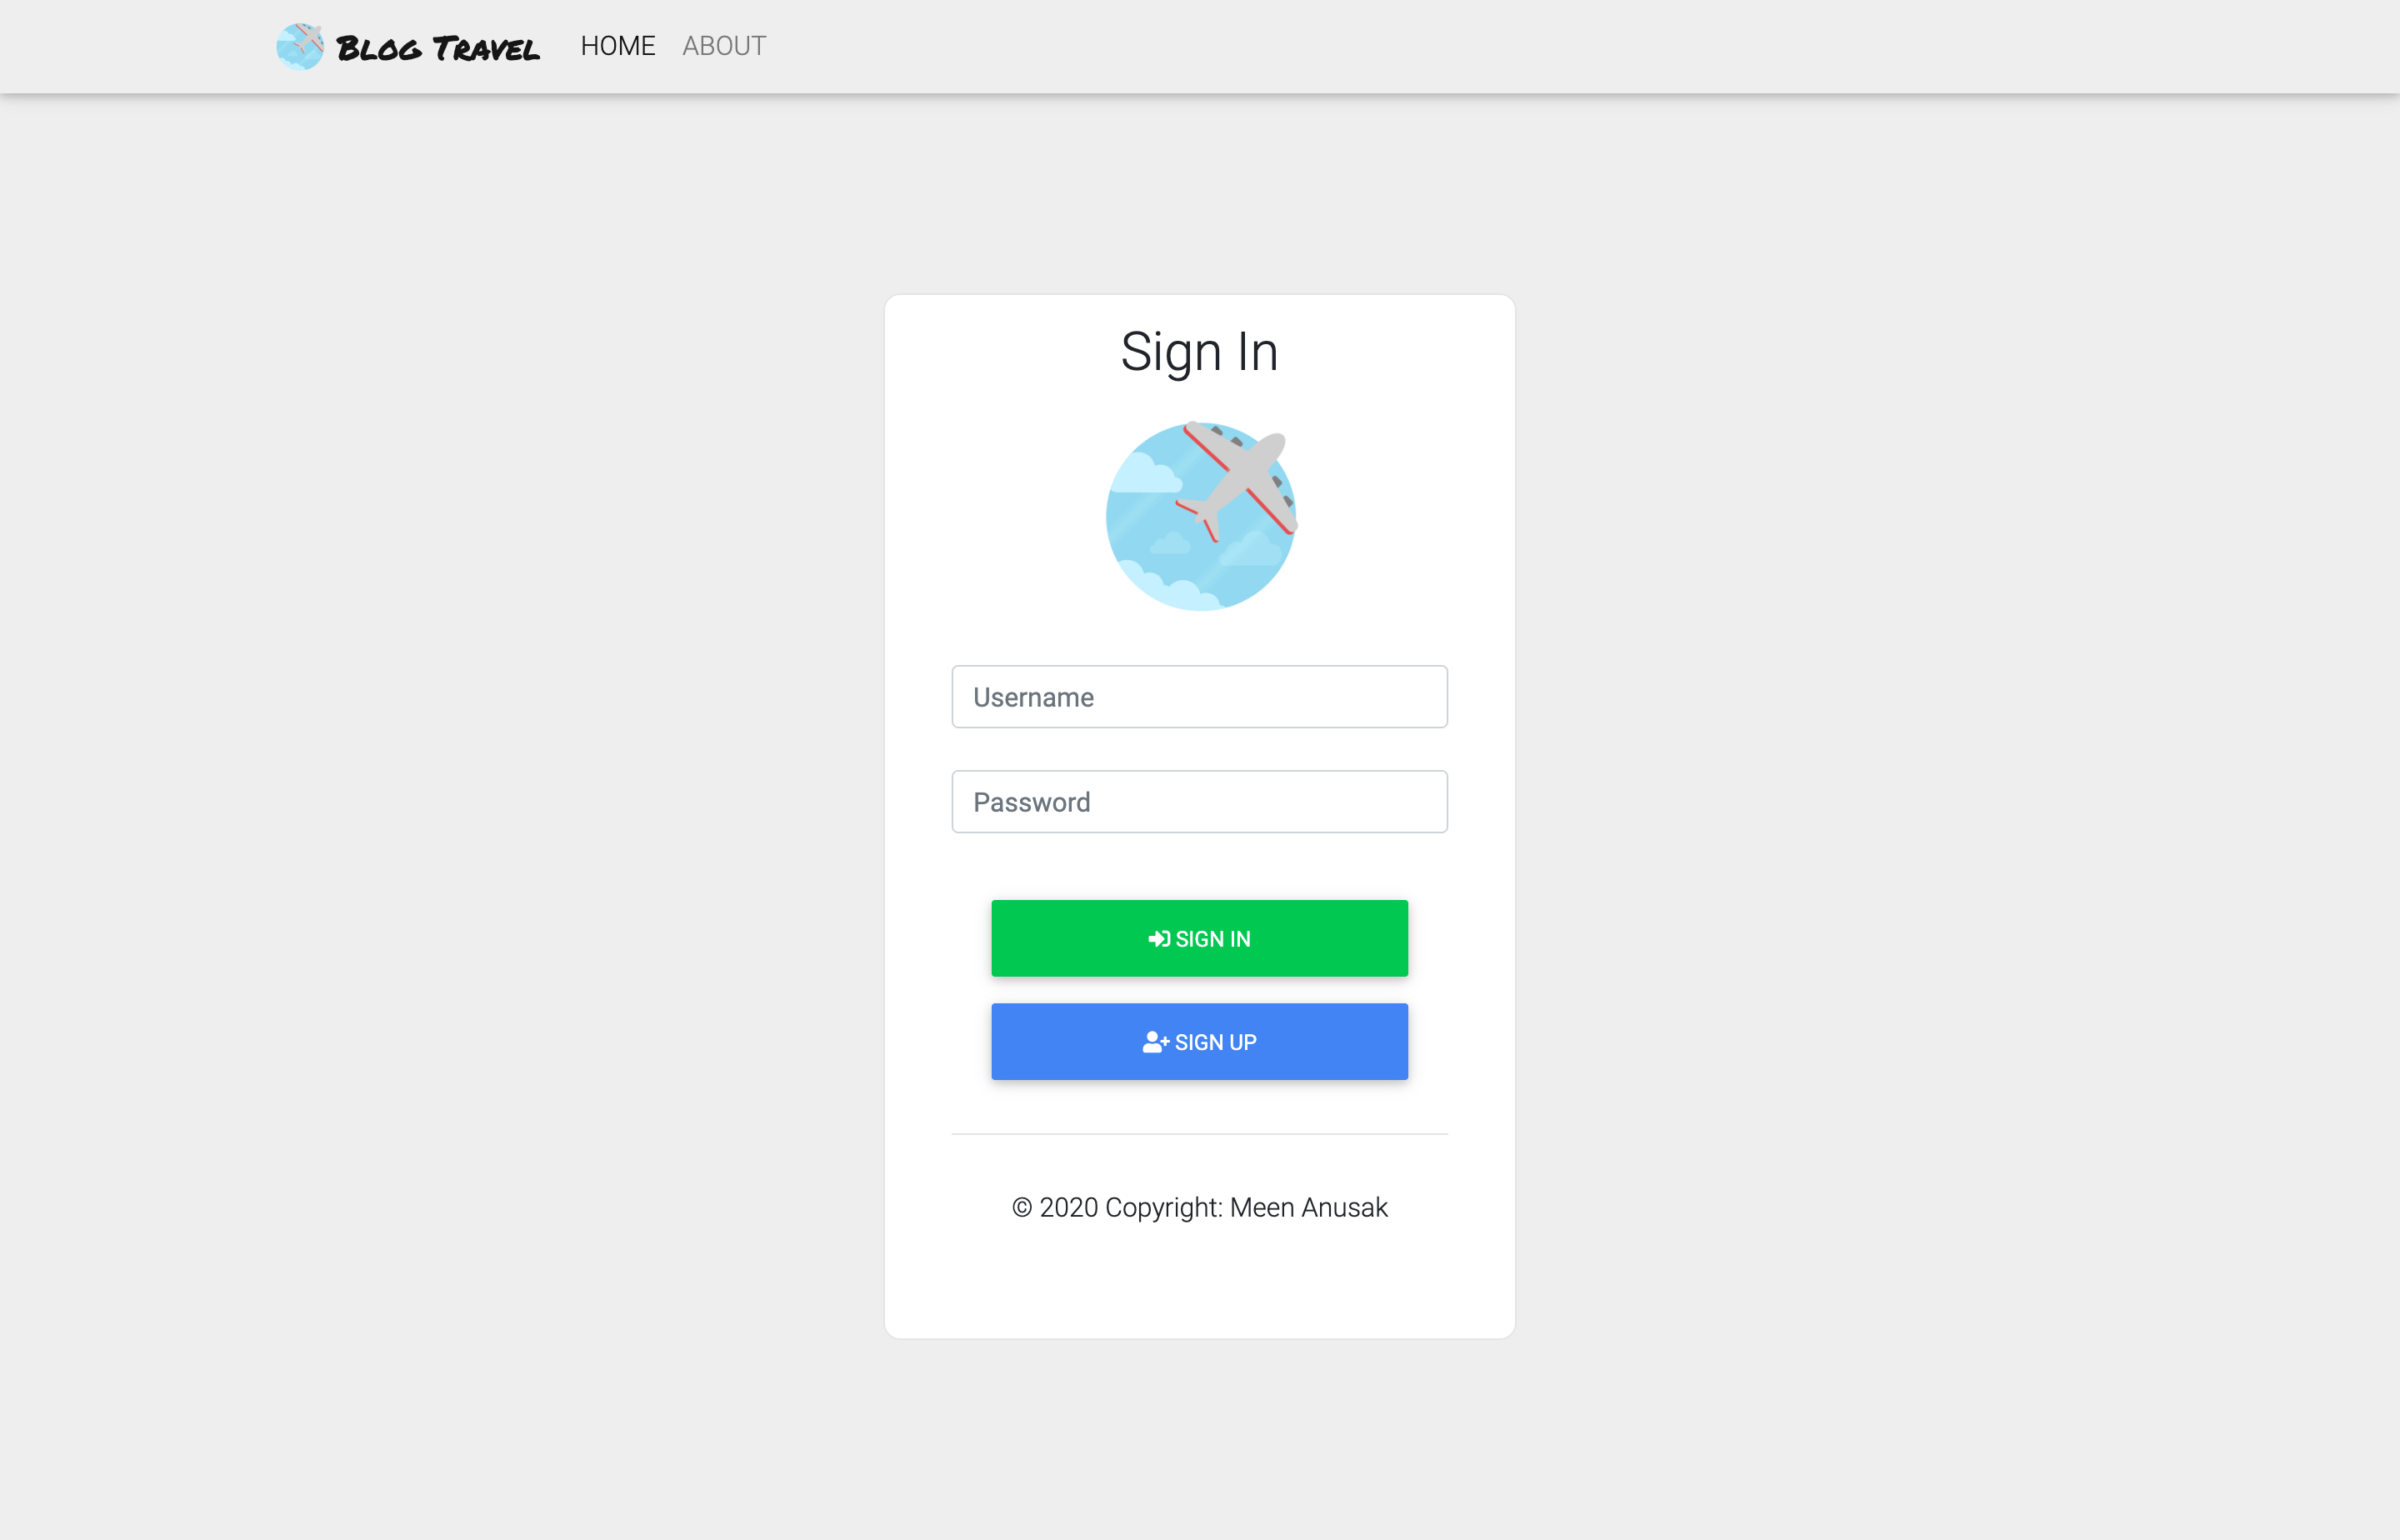 Blog Travel HOME ABOUT
Sign In
Username
Password
SIGN IN
SIGN UP
© 2020 Copyright: Meen Anusak